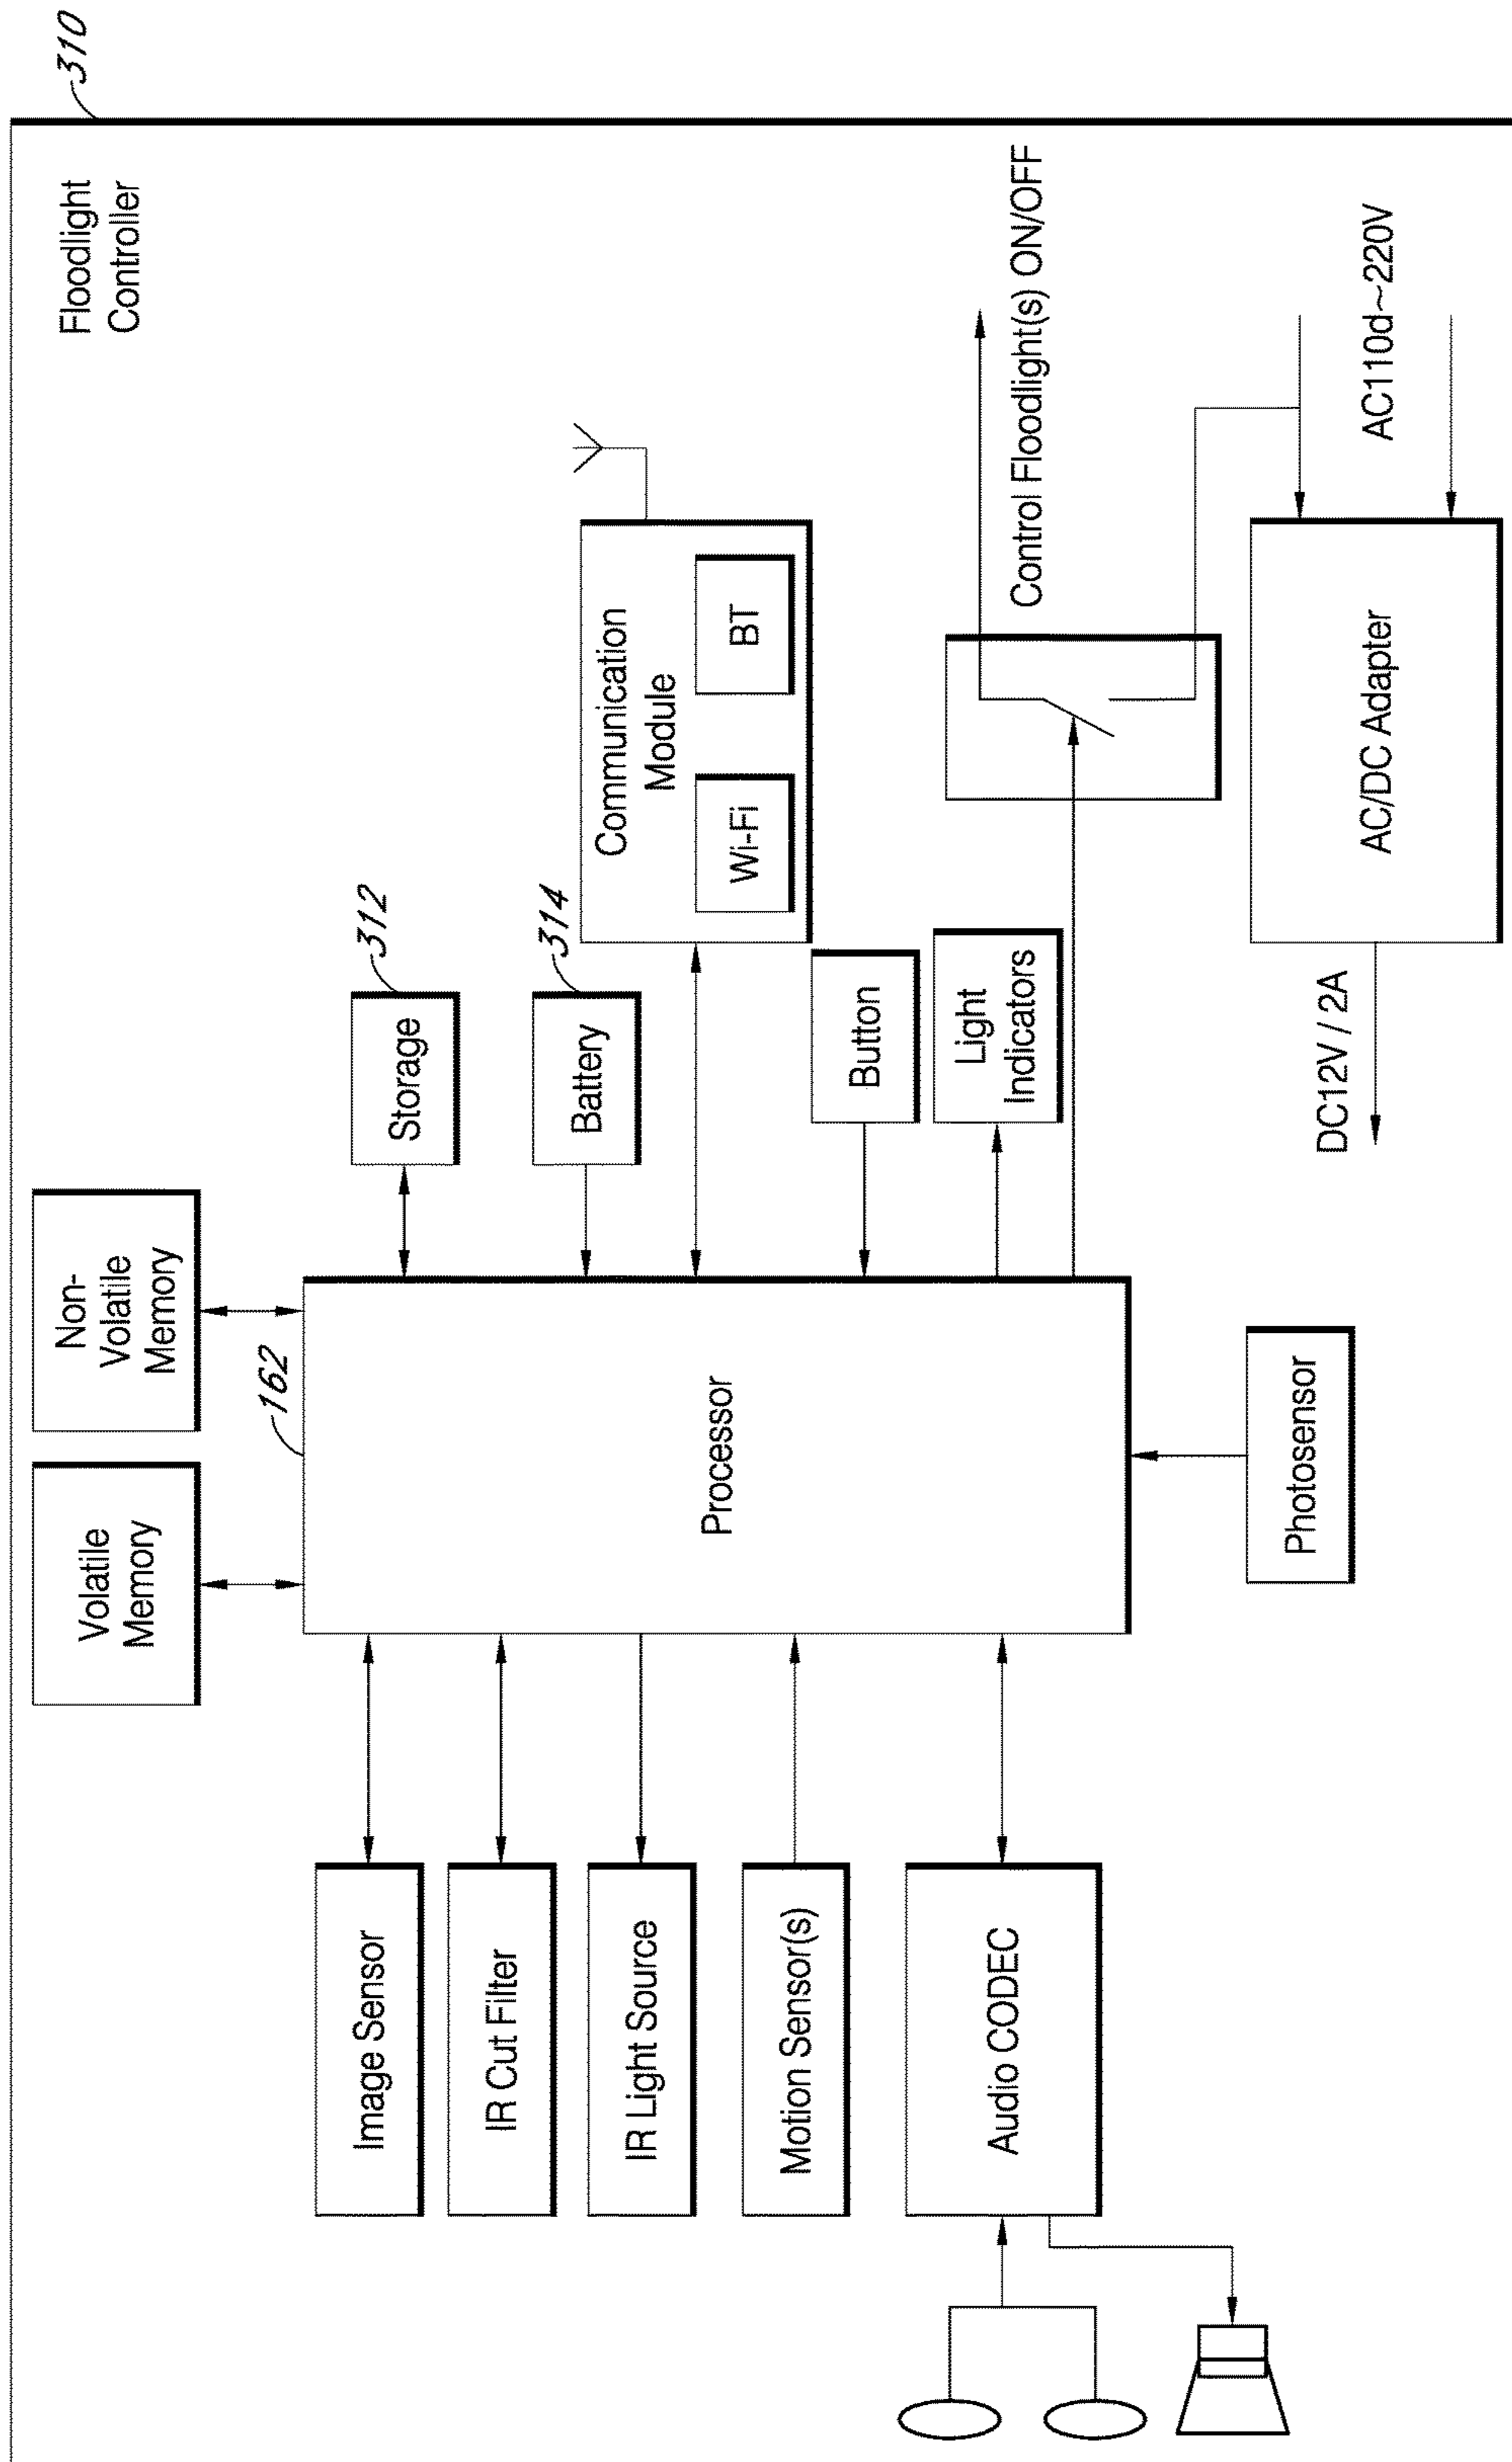 310
Floodlight
Controller
Volatile
Memory
Non-
Volatile
Memory
162
Storage
312
Battery
314
Communication
Module
Wi-Fi
BT
Image Sensor
IR Cut Filter
IR Light Source
Motion Sensor(s)
Audio CODEC
Processor
Button
Light
Indicators
Control Floodlight(s) ON/OFF
Photosensor
DC12V / 2A
AC/DC Adapter
AC110d~220V